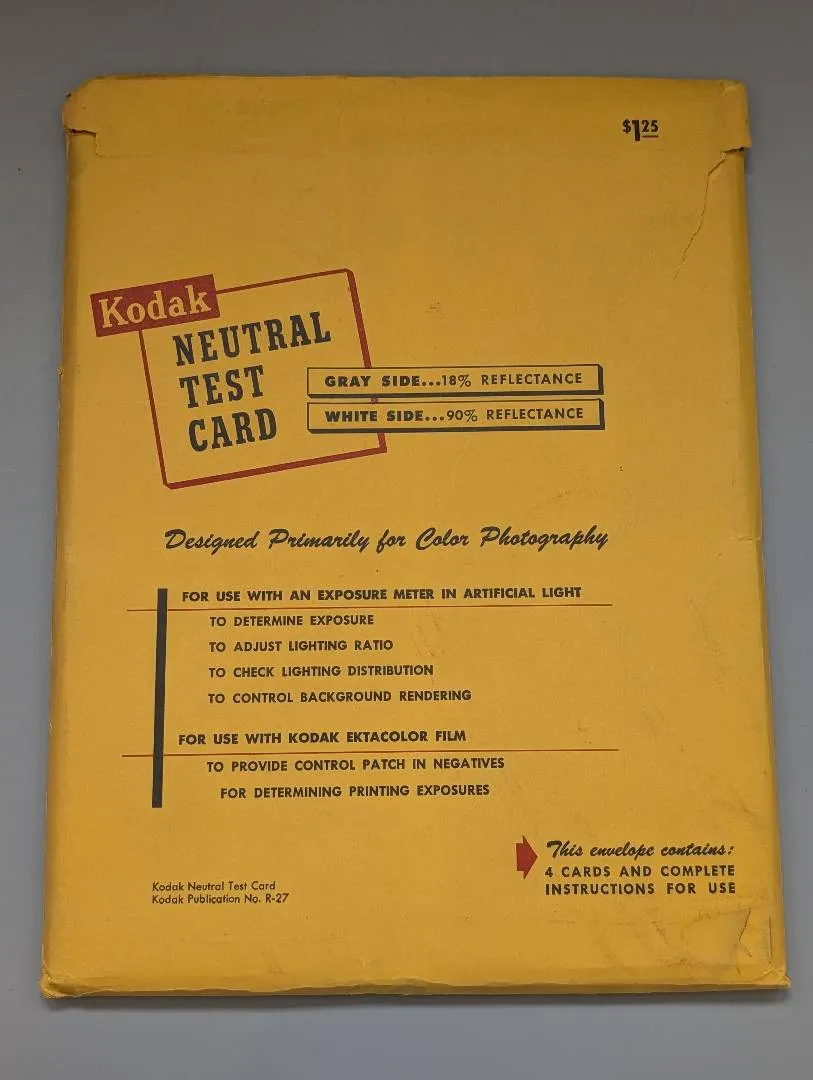 $1.25
Kodak
NEUTRAL
TEST
CARD
GRAY SIDE...18% REFLECTANCE
WHITE SIDE...90% REFLECTANCE
Designed Primarily for Color Photography
FOR USE WITH AN EXPOSURE METER IN ARTIFICIAL LIGHT
TO DETERMINE EXPOSURE
TO ADJUST LIGHTING RATIO
TO CHECK LIGHTING DISTRIBUTION
TO CONTROL BACKGROUND RENDERING
FOR USE WITH KODAK EKTACOLOR FILM
TO PROVIDE CONTROL PATCH IN NEGATIVES
FOR DETERMINING PRINTING EXPOSURES
This envelope contains:
4 CARDS AND COMPLETE
INSTRUCTIONS FOR USE
Kodak Neutral Test Card
Kodak Publication No. R-27